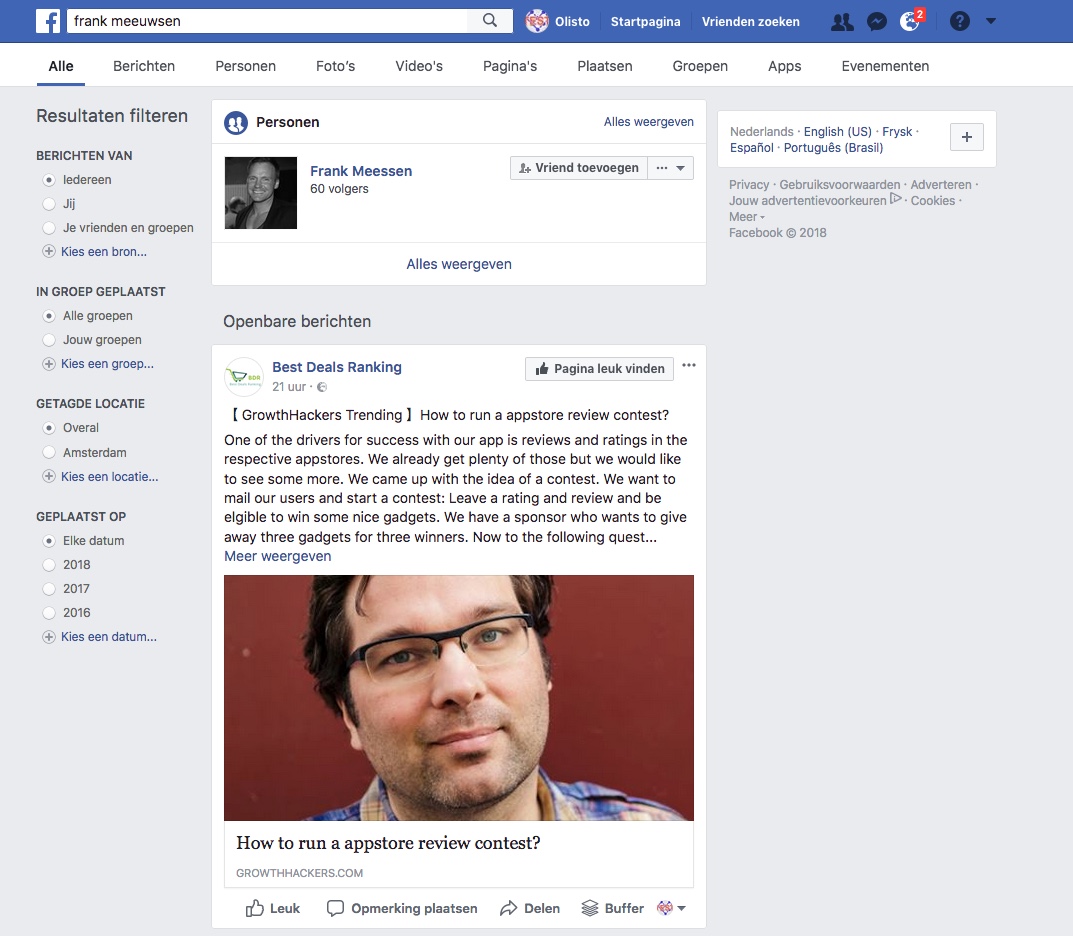 frank meeuwsen
Olisto
Startpagina
Vrienden zoeken
2
?
Alle
Berichten
Personen
Foto's
Video's
Pagina's
Plaatsen
Groepen
Apps
Evenementen
Resultaten filteren
BERICHTEN VAN
Iedereen
Jij
Je vrienden en groepen
Kies een bron...
IN GROEP GEPLAATST
Alle groepen
Jouw groepen
Kies een groep...
GETAGDE LOCATIE
Overal
Amsterdam
Kies een locatie...
GEPLAATST OP
Elke datum
2018
2017
2016
Kies een datum...
Personen
Alles weergeven
Frank Meessen
60 volgers
Vriend toevoegen
Alles weergeven
Openbare berichten
Best Deals Ranking
21 uur ·
Pagina leuk vinden
【 GrowthHackers Trending 】How to run a appstore review contest?
One of the drivers for success with our app is reviews and ratings in the
respective appstores. We already get plenty of those but we would like
to see some more. We came up with the idea of a contest. We want to
mail our users and start a contest: Leave a rating and review and be
elgible to win some nice gadgets. We have a sponsor who wants to give
away three gadgets for three winners. Now to the following quest...
Meer weergeven
How to run a appstore review contest?
GROWTHHACKERS.COM
Leuk
Opmerking plaatsen
Delen
Buffer
Nederlands · English (US) · Frysk ·
Español · Português (Brasil)
+
Privacy · Gebruiksvoorwaarden · Adverteren ·
Jouw advertentievoorkeuren · Cookies ·
Meer
Facebook © 2018